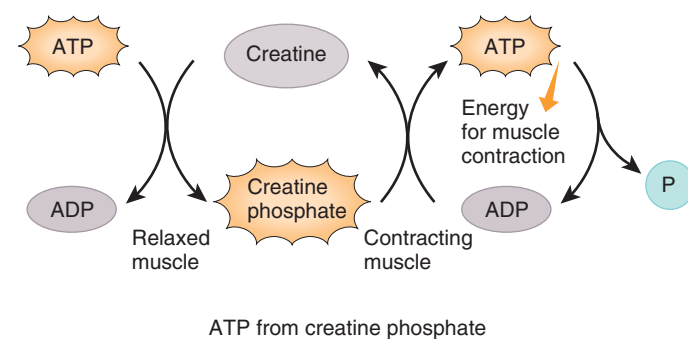 ATP
Creatine
ATP
Energy
for muscle
contraction
ADP
Creatine
phosphate
ADP
P
Relaxed
muscle
Contracting
muscle
ATP from creatine phosphate